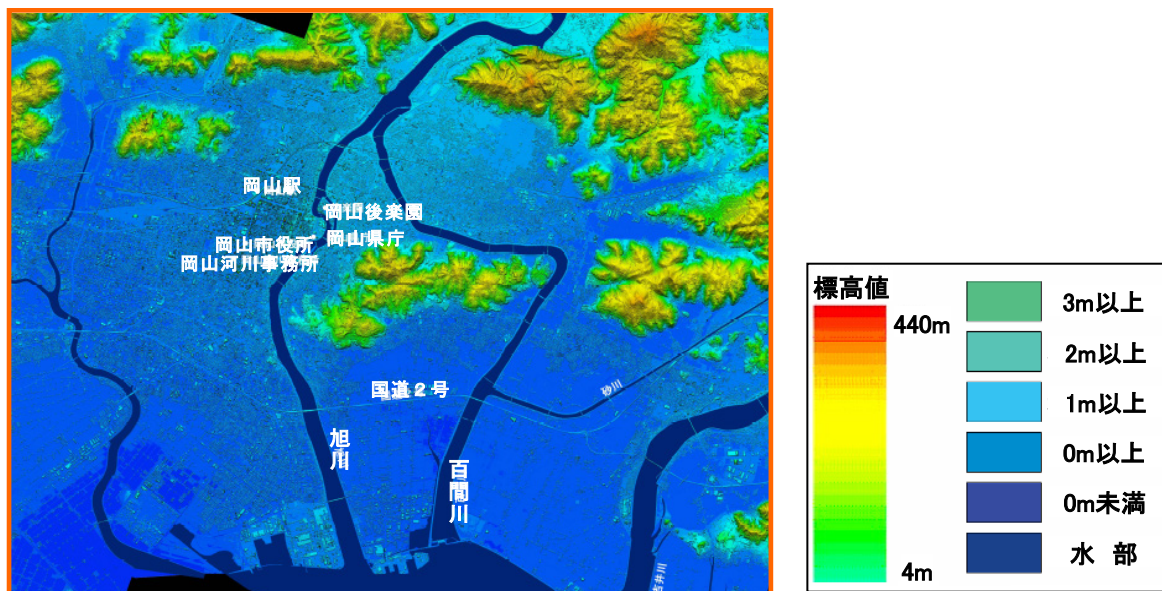 岡山駅
岡山後楽園
岡山県庁
岡山市役所
岡山河川事務所
国道2号
砂川
旭川
百間川
吉井川
標高値
440m
4m
3m以上
2m以上
1m以上
0m以上
0m未満
水 部